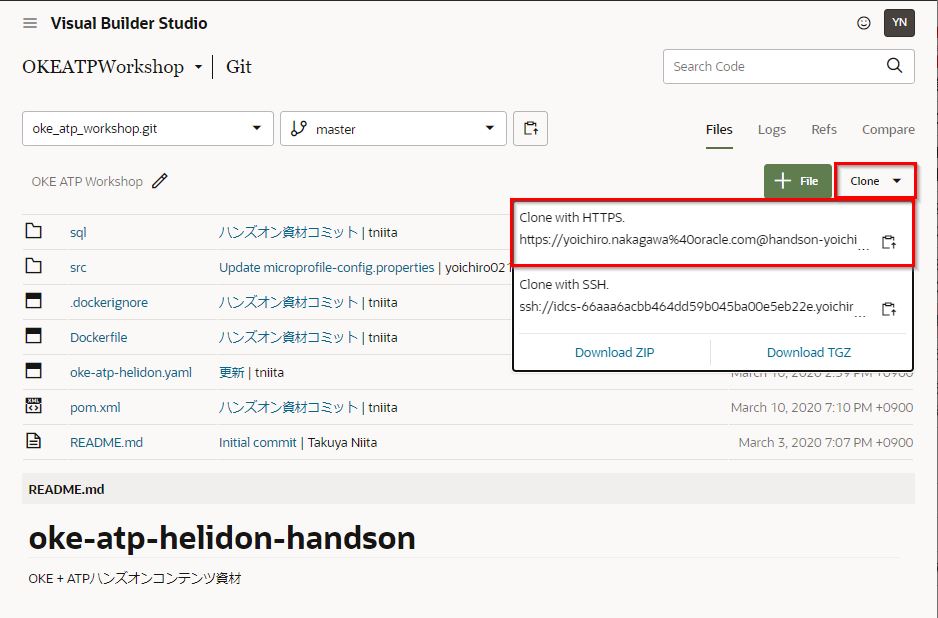 Visual Builder Studio
YN
OKEATPWorkshop
Git
Search Code
oke_atp_workshop.git
master
Files
Logs
Refs
Compare
OKE ATP Workshop
File
Clone
Clone with HTTPS.
https://yoichiro.nakagawa%40oracle.com@handson-yoichi...
Clone with SSH.
ssh://idcs-66aaa6acbb464dd59b045ba00e5eb22e.yoichir...
Download ZIP
Download TGZ
sql
ハンズオン資材コミット | tniita
src
Update microprofile-config.properties | yoichiro021
.dockerignore
ハンズオン資材コミット | tniita
Dockerfile
ハンズオン資材コミット | tniita
oke-atp-helidon.yaml
更新 | tniita
March 10, 2020 2:39 PM +0900
pom.xml
ハンズオン資材コミット | tniita
March 10, 2020 7:10 PM +0900
README.md
Initial commit | Takuya Niita
March 3, 2020 7:07 PM +0900
README.md
oke-atp-helidon-handson
OKE + ATPハンズオンコンテンツ資材